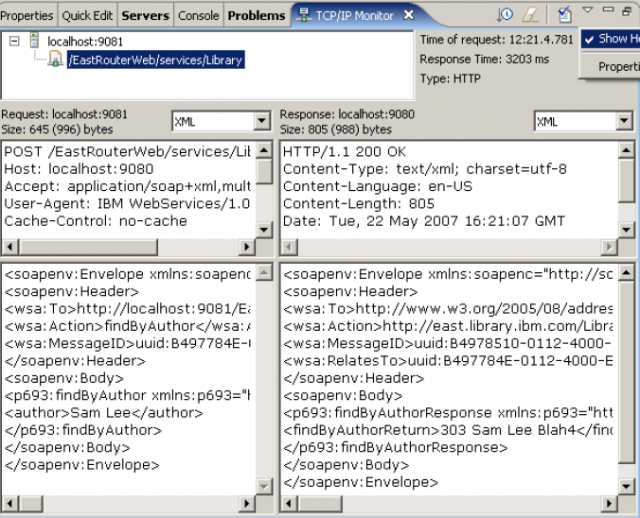 Properties Quick Edit Servers Console Problems TCP/IP Monitor
localhost:9081
/EastRouterWeb/services/Library
Time of request: 12:21.4.781
Response Time: 3203 ms
Type: HTTP
Show He
Properti
Request: localhost:9081
Size: 645 (996) bytes
XML
Response: localhost:9080
Size: 805 (988) bytes
XML
POST /EastRouterWeb/services/Lib
Host: localhost:9080
Accept: application/soap+xml,mult
User-Agent: IBM WebServices/1.0
Cache-Control: no-cache
HTTP/1.1 200 OK
Content-Type: text/xml; charset=utf-8
Content-Language: en-US
Content-Length: 805
Date: Tue, 22 May 2007 16:21:07 GMT
<soapenv:Envelope xmlns:soapenc
<soapenv:Header>
<wsa:To>http://localhost:9081/Ea
<wsa:Action>findByAuthor</wsa:A
<wsa:MessageID>uuid:B497784E-0
</soapenv:Header>
<soapenv:Body>
<p693:findByAuthor xmlns:p693="h
<author>Sam Lee</author>
</p693:findByAuthor>
</soapenv:Body>
</soapenv:Envelope>
<soapenv:Envelope xmlns:soapenc="http://sc
<soapenv:Header>
<wsa:To>http://www.w3.org/2005/08/addres
<wsa:Action>http://east.library.ibm.com/Libra
<wsa:MessageID>uuid:B4978510-0112-4000-
<wsa:RelatesTo>uuid:B497784E-0112-4000-E
</soapenv:Header>
<soapenv:Body>
<p693:findByAuthorResponse xmlns:p693="htt
<findByAuthorReturn>303 Sam Lee Blah4</find
</p693:findByAuthorResponse>
</soapenv:Body>
</soapenv:Envelope>